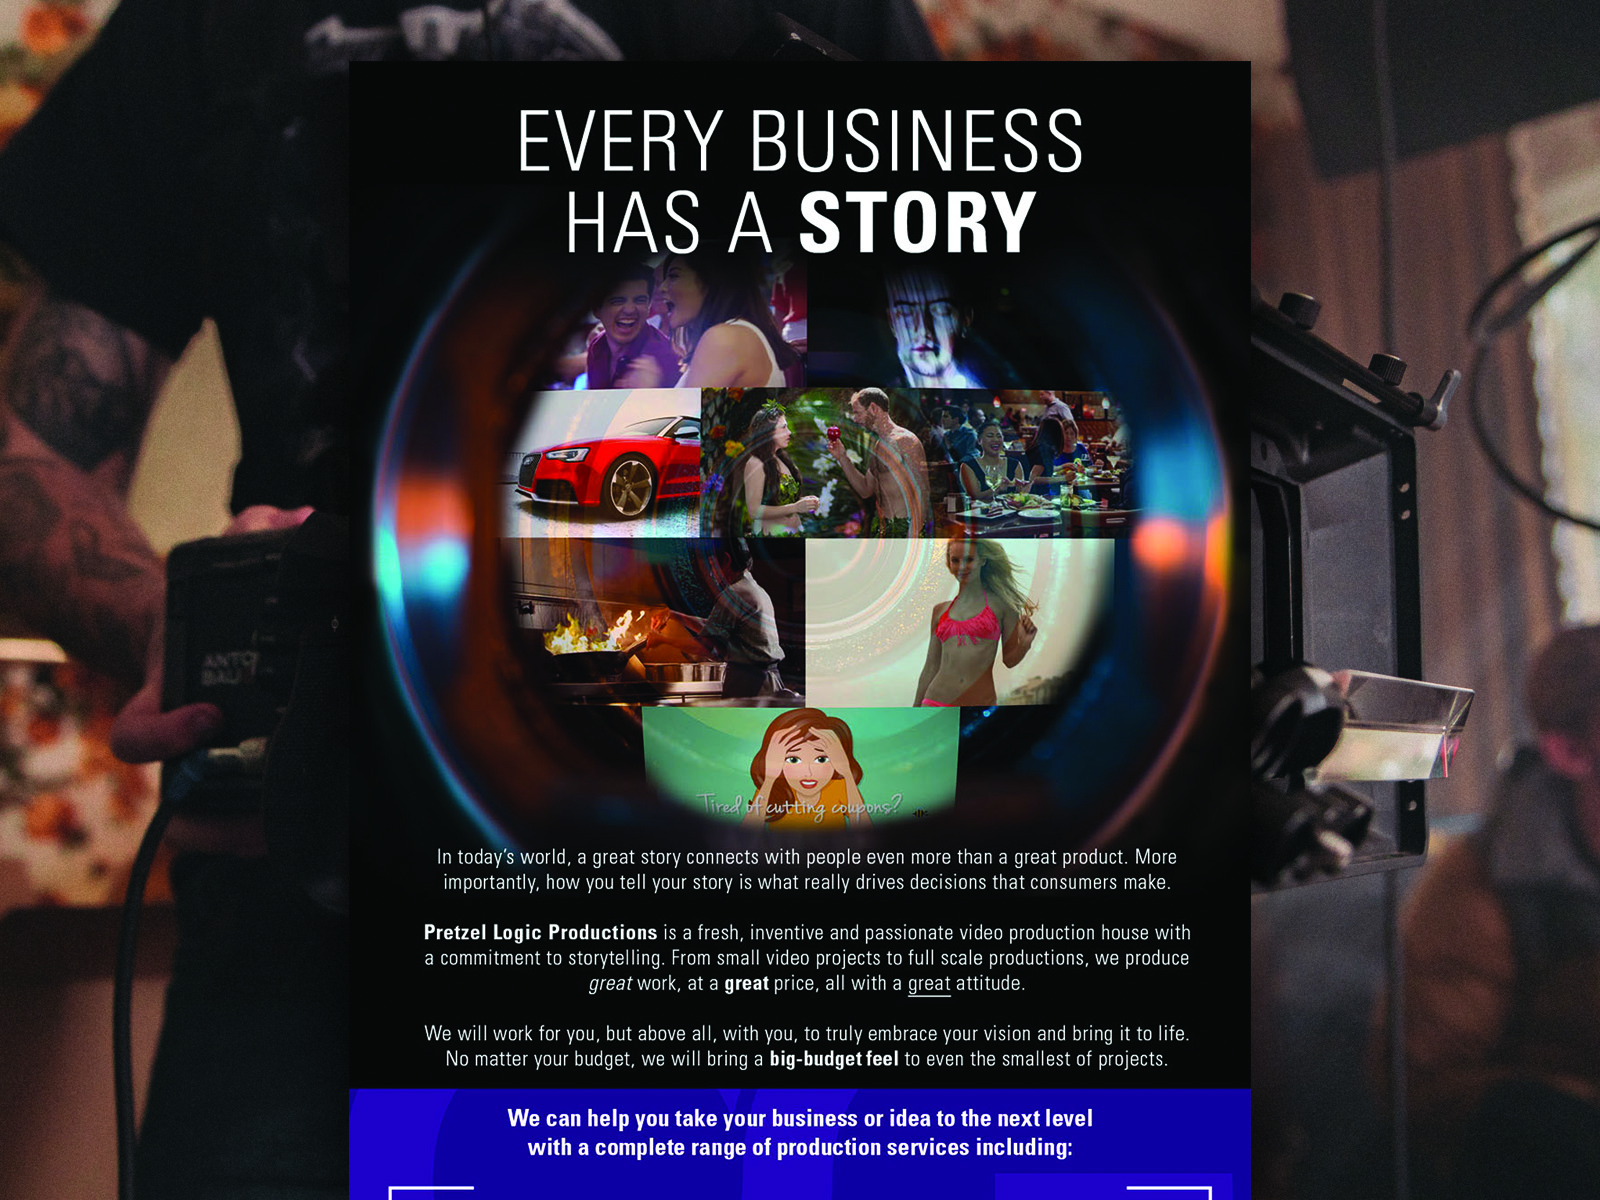 EVERY BUSINESS
HAS A STORY
Tired of cutting coupons?
In today's world, a great story connects with people even more than a great product. More
importantly, how you tell your story is what really drives decisions that consumers make.
Pretzel Logic Productions is a fresh, inventive and passionate video production house with
a commitment to storytelling. From small video projects to full scale productions, we produce
great work, at a great price, all with a great attitude.
We will work for you, but above all, with you, to truly embrace your vision and bring it to life.
No matter your budget, we will bring a big-budget feel to even the smallest of projects.
We can help you take your business or idea to the next level
with a complete range of production services including: